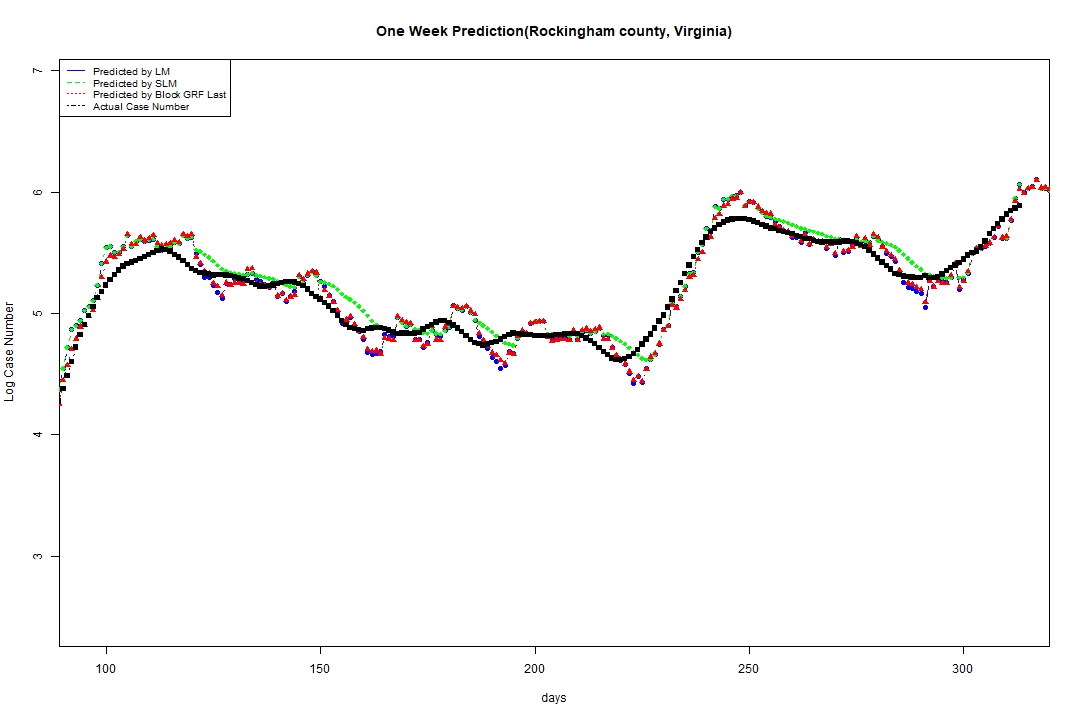 One Week Prediction(Rockingham county, Virginia)
Predicted by LM
Predicted by SLM
Predicted by Block GRF Last
Actual Case Number
7
6
5
4
3
Log Case Number
100 150 200 250 300
days